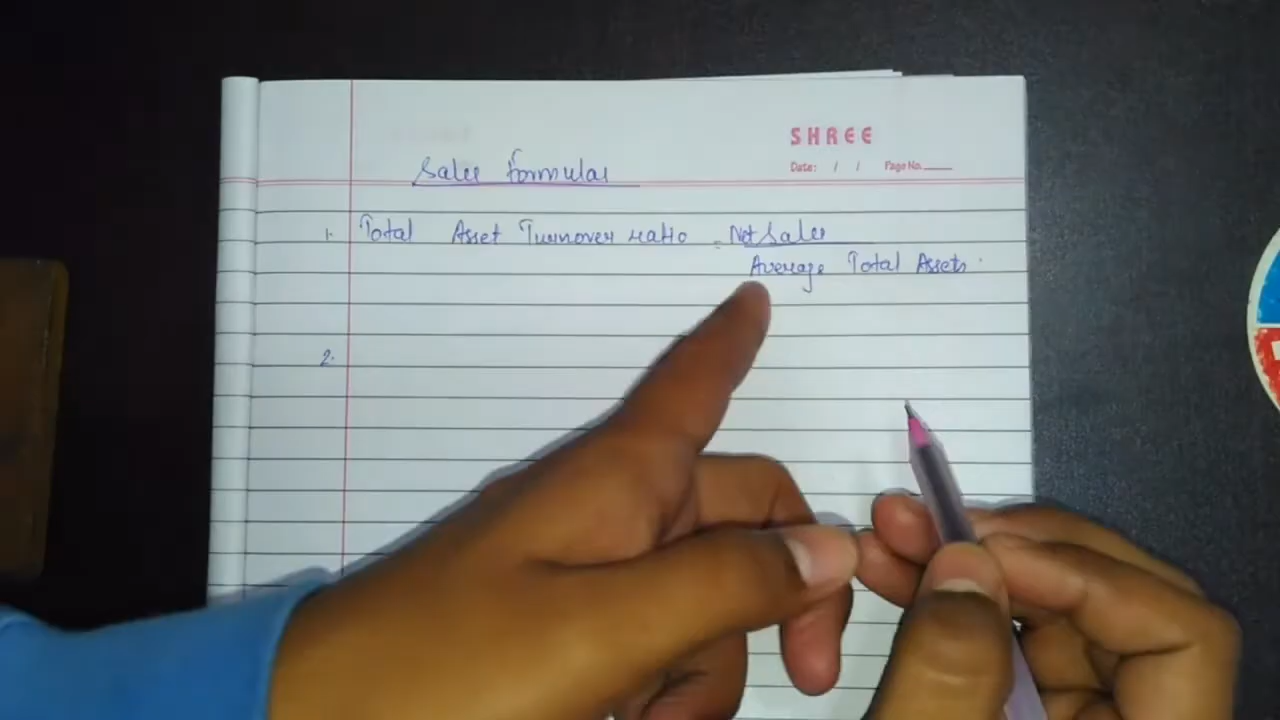 SHREE
Date: / / Page No.
Sales Formulas
1. Total Asset Turnover ratio = Net Sales
Average Total Assets.
2.